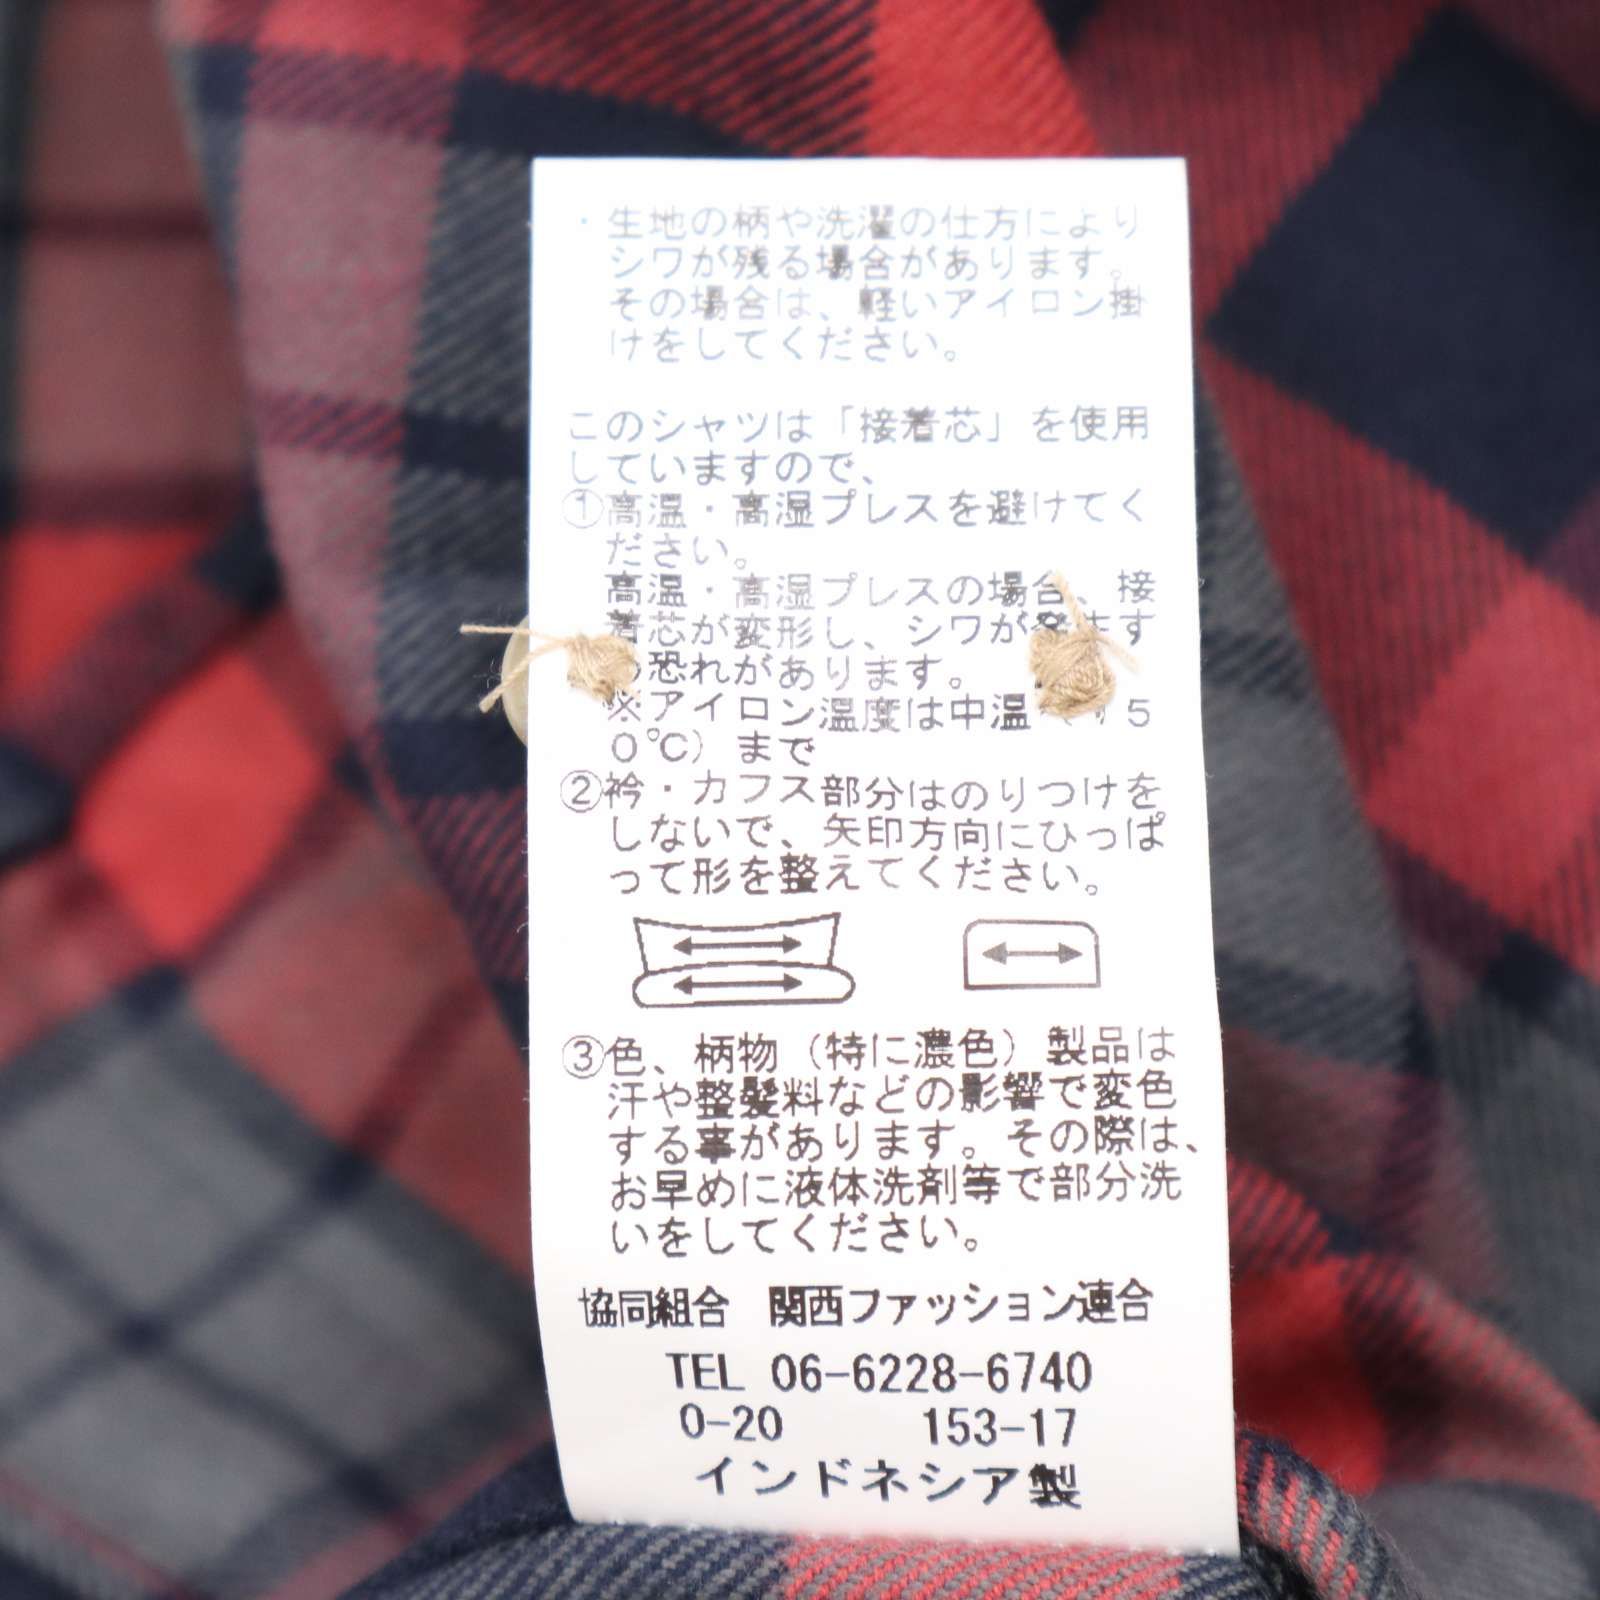 ・生地の柄や洗濯の仕方により
シワが残る場合があります。
その場合は、軽いアイロン掛
けをしてください。
このシャツは「接着芯」を使用
していますので、
①高温・高湿プレスを避けてく
ださい。
高温・高湿プレスの場合、接
着芯が変形し、シワが発生す
恐れがあります。
※アイロン温度は中温 5
0℃）まで
②衿・カフス部分はのりつけを
しないで、矢印方向にひっぱ
って形を整えてください。
③色、柄物（特に濃色）製品は
汗や整髪料などの影響で変色
する事があります。その際は、
お早めに液体洗剤等で部分洗
いをしてください。
協同組合　関西ファッション連合
TEL 06-6228-6740
0-20　153-17
インドネシア製